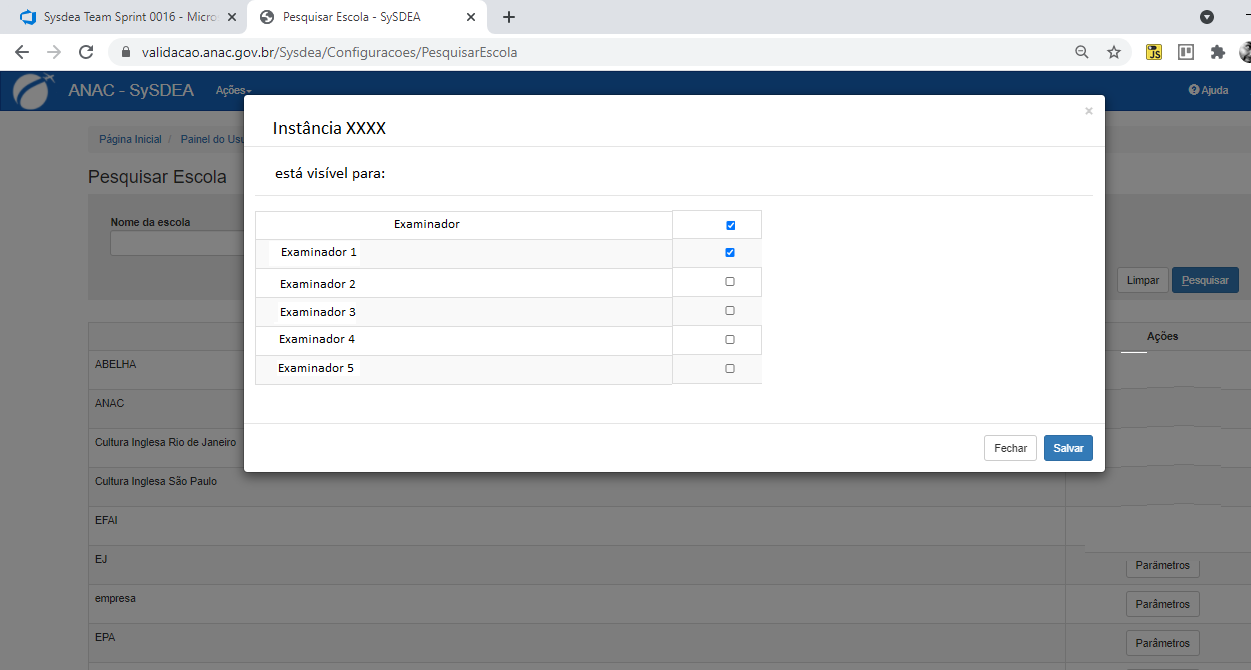 Sysdea Team Sprint 0016 - Micro
Pesquisar Escola - SySDEA
validacao.anac.gov.br/Sysdea/Configuracoes/PesquisarEscola
JS
ANAC - SySDEA
Ações
Ajuda
Página Inicial / Painel do Usu
Pesquisar Escola
Nome da escola
Limpar
Pesquisar
Instância XXXX
×
está visível para:
Examinador
Examinador 1
Examinador 2
Examinador 3
Examinador 4
Examinador 5
Fechar
Salvar
Ações
ABELHA
ANAC
Cultura Inglesa Rio de Janeiro
Cultura Inglesa São Paulo
EFAI
EJ
Parâmetros
empresa
Parâmetros
EPA
Parâmetros